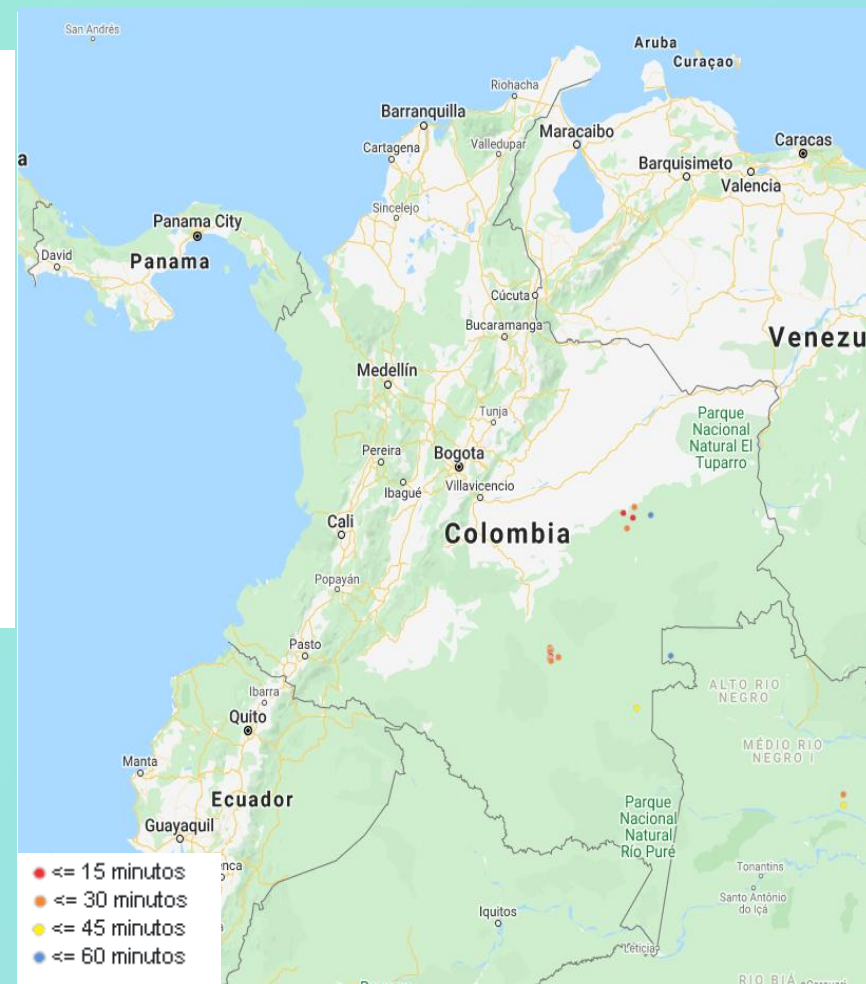 San Andrés
Aruba
Curaçao
Riohacha
Barranquilla
Maracaibo
Caracas
Cartagena
Valledupar
Barquisimeto
Valencia
a
Sincelejo
Panama City
David
Panama
Cúcuta
Bucaramanga
Venezu
Medellín
Tunja
Parque
Nacional
Natural El
Tuparro
Pereira
Bogota
Ibagué
Villavicencio
Cali
Colombia
Popayán
Pasto
Ibarra
ALTO RIO
NEGRO
Quito
MÉDIO RIO
NEGRO I
Manta
Ecuador
Parque
Nacional
Natural
Río Puré
Guayaquil
enca
Tonantins
Santo Antônio
do Içá
Iquitos
Leticia
RIO BIÁ
<= 15 minutos
<= 30 minutos
<= 45 minutos
<= 60 minutos